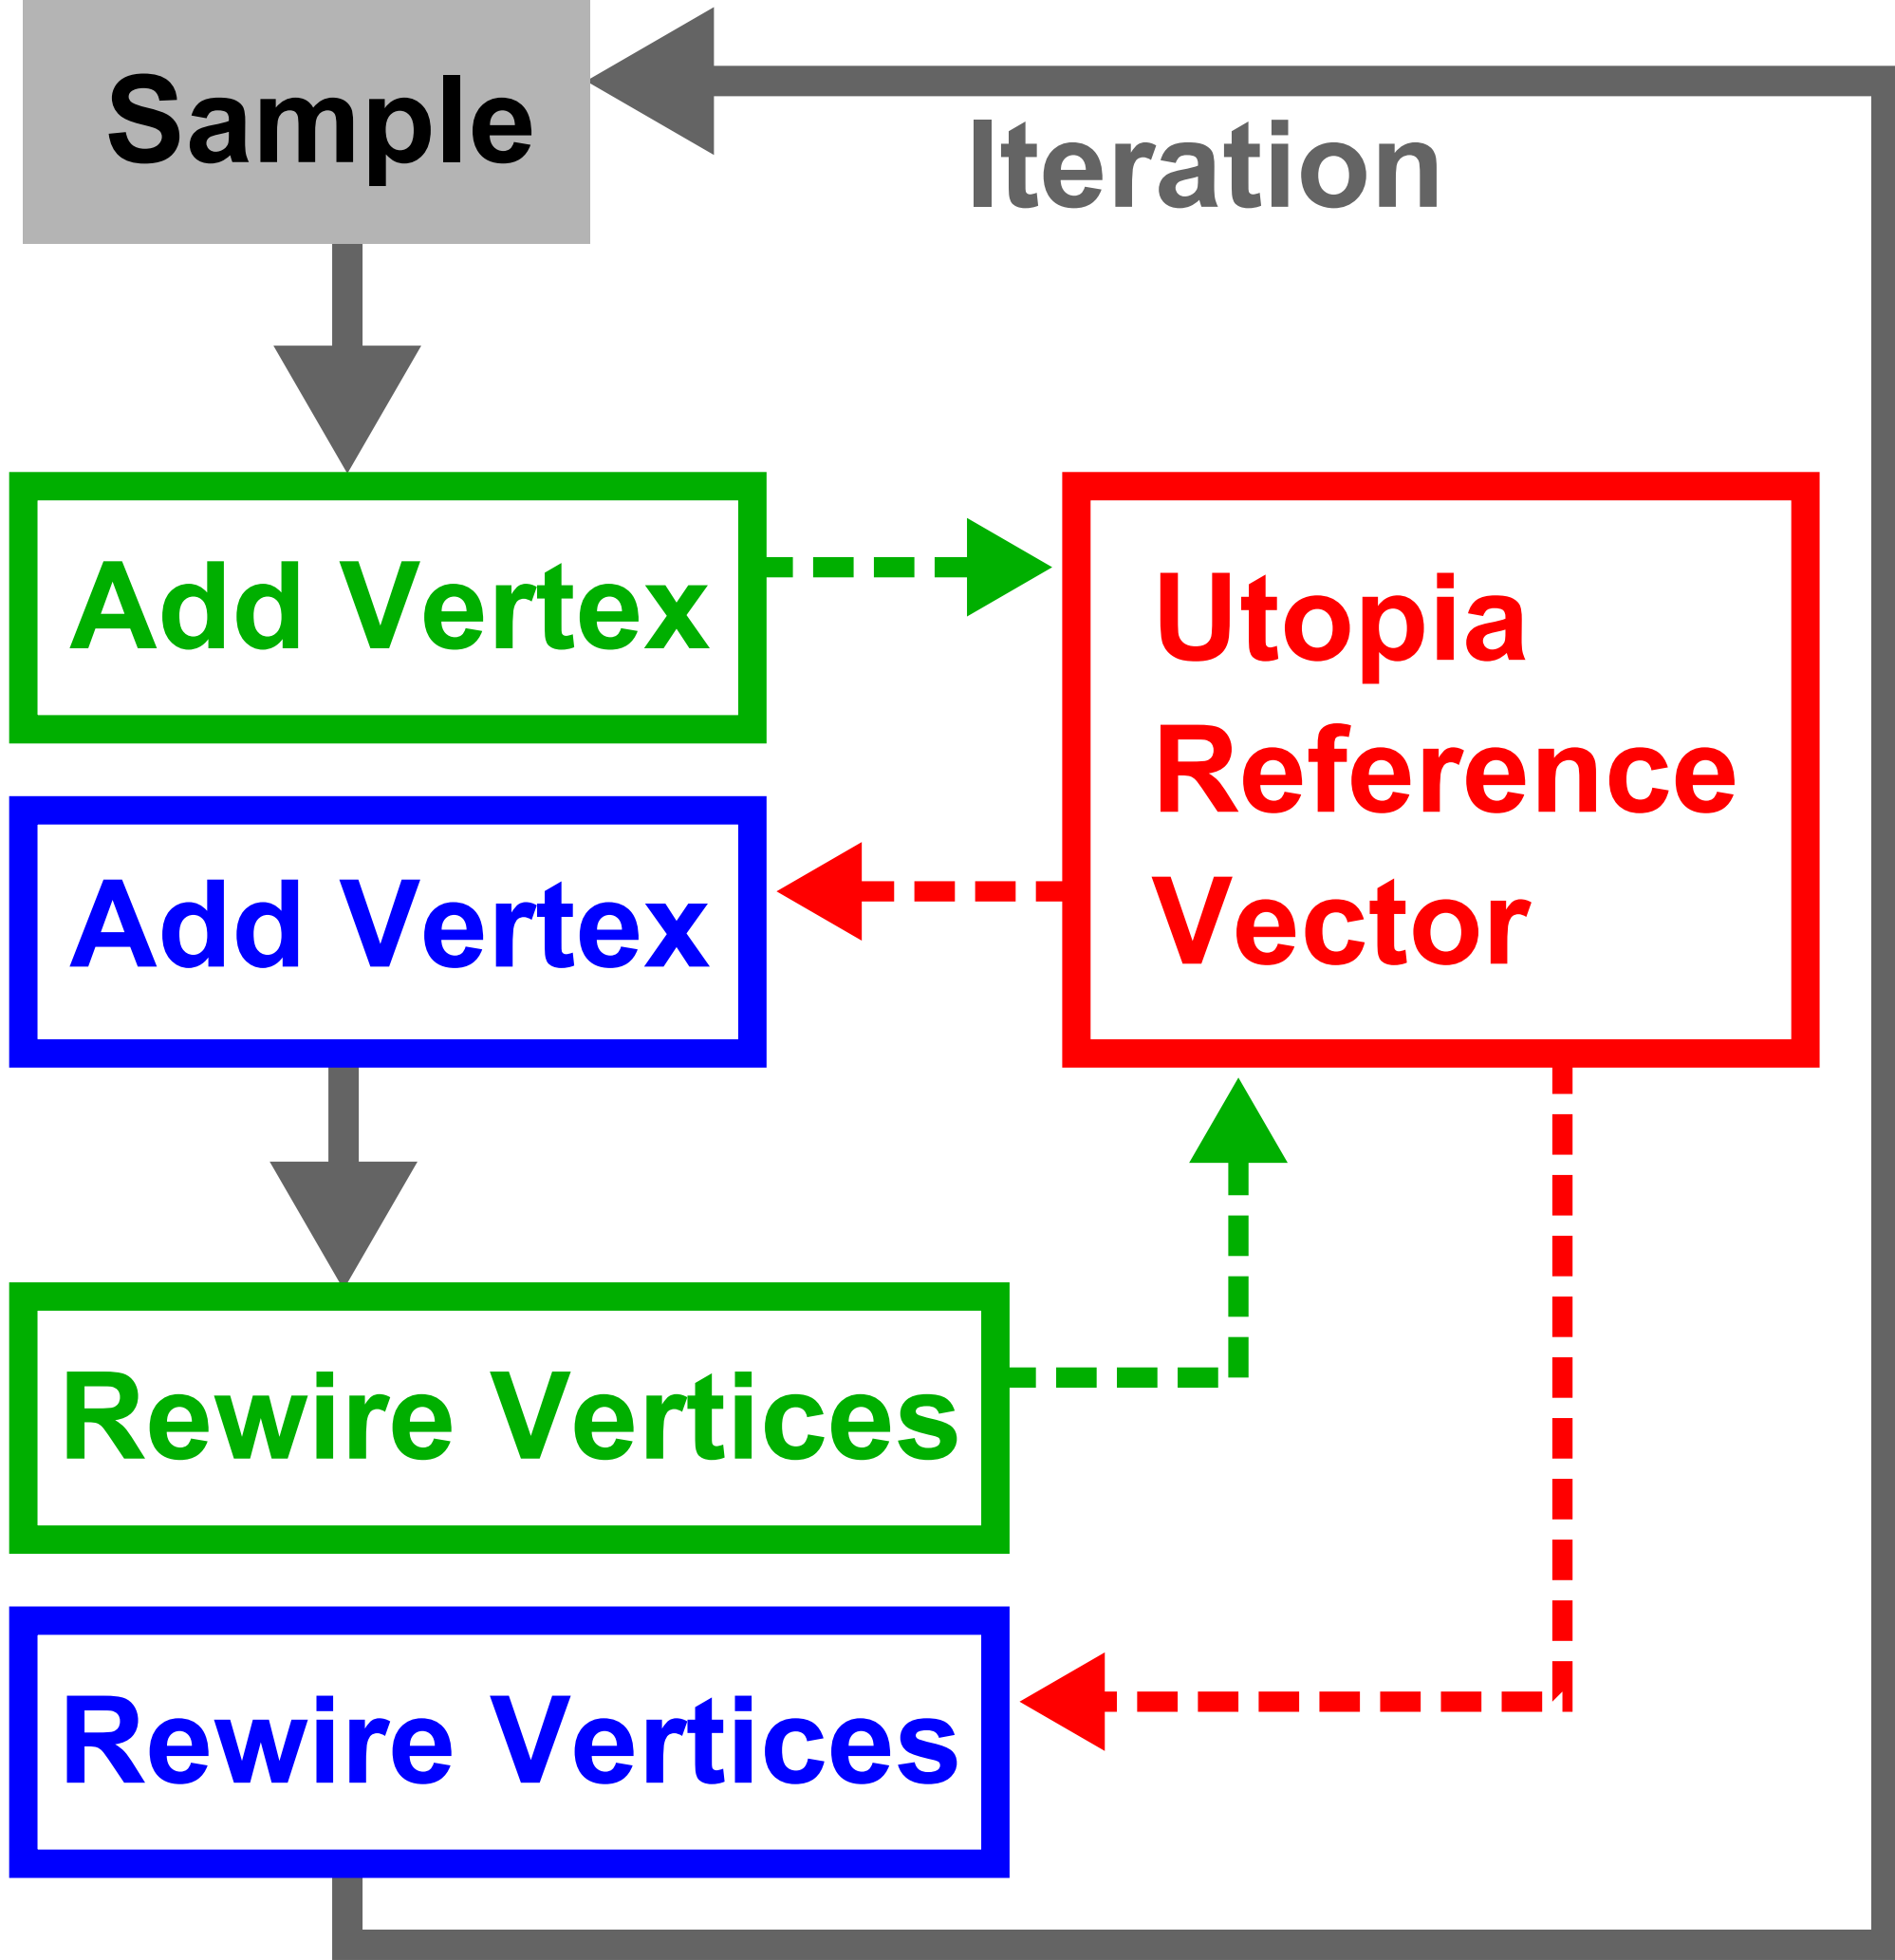 Sample
Iteration
Add Vertex
Utopia
Reference
Vector
Add Vertex
Rewire Vertices
Rewire Vertices